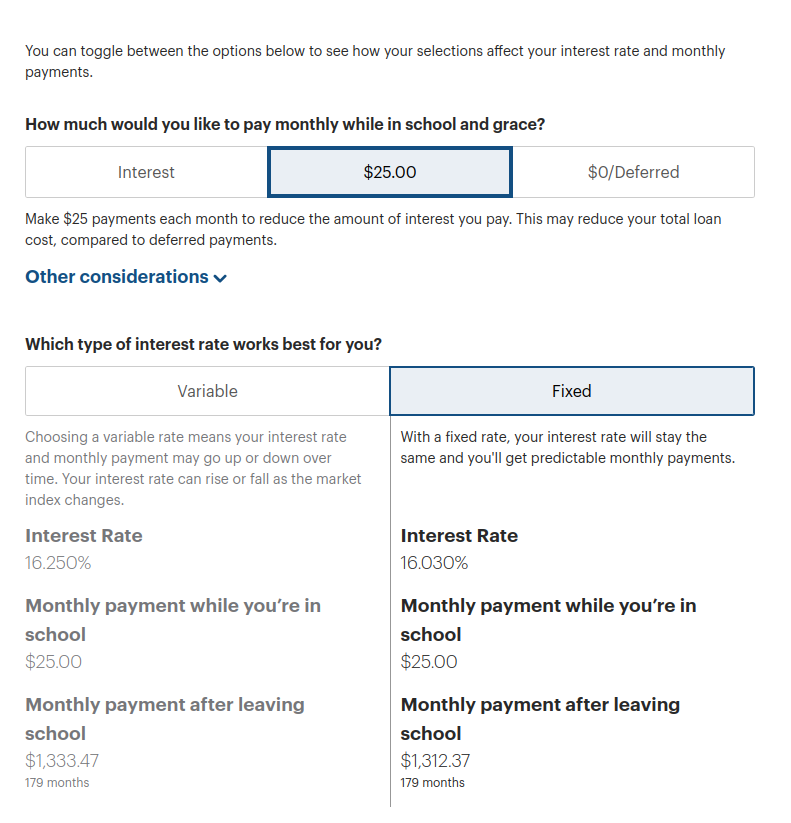 You can toggle between the options below to see how your selections affect your interest rate and monthly
payments.
How much would you like to pay monthly while in school and grace?
Interest
$25.00
$0/Deferred
Make $25 payments each month to reduce the amount of interest you pay. This may reduce your total loan
cost, compared to deferred payments.
Other considerations
Which type of interest rate works best for you?
Variable
Fixed
Choosing a variable rate means your interest rate
and monthly payment may go up or down over
time. Your interest rate can rise or fall as the market
index changes.
Interest Rate
16.250%
Monthly payment while you're in
school
$25.00
Monthly payment after leaving
school
$1,333.47
179 months
With a fixed rate, your interest rate will stay the
same and you'll get predictable monthly payments.
Interest Rate
16.030%
Monthly payment while you're in
school
$25.00
Monthly payment after leaving
school
$1,312.37
179 months